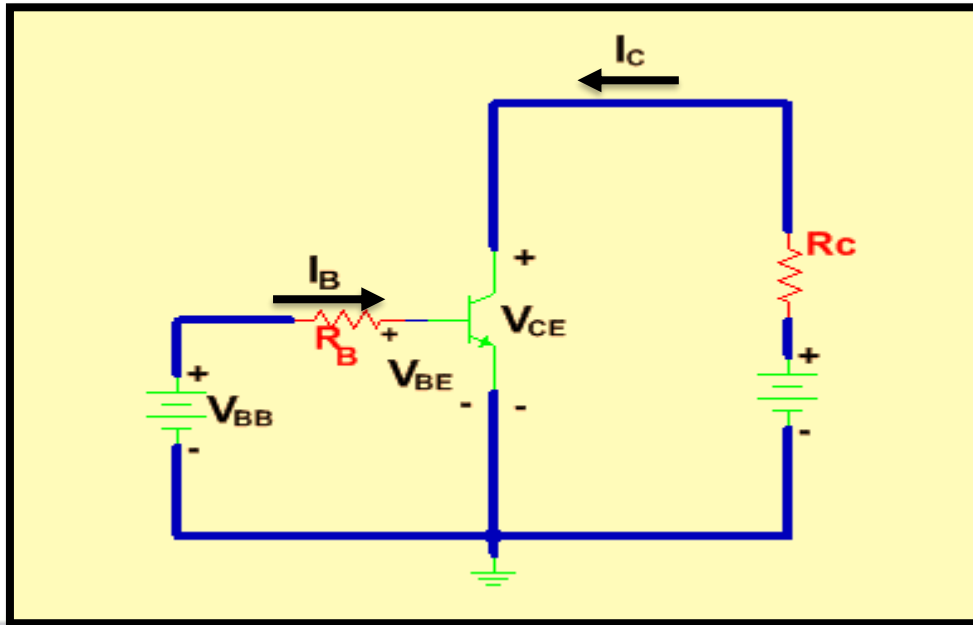 IC
+
Rc
IB
VCE
RB
+
VBE
+
+
VBB
- -
-
-